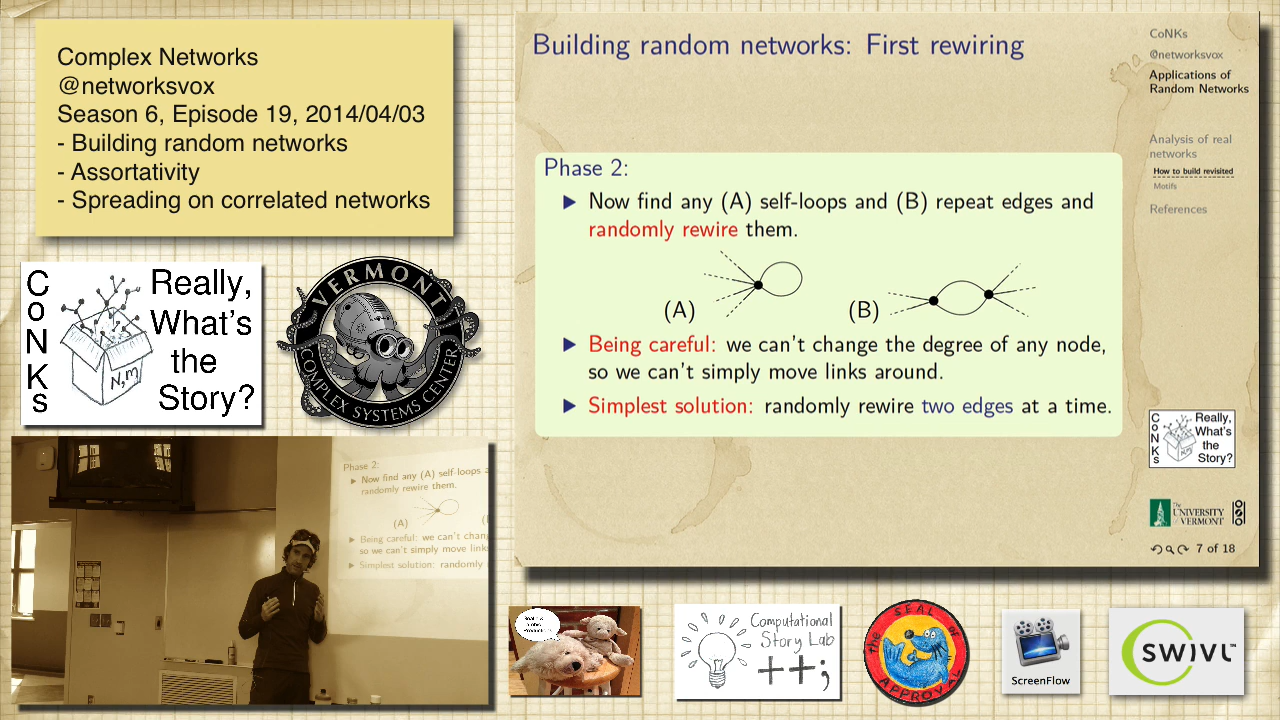 Complex Networks
@networksvox
Season 6, Episode 19, 2014/04/03
- Building random networks
- Assortativity
- Spreading on correlated networks
CoNKs
N,m
Really,
What's
the
Story?
VERMONT
COMPLEX SYSTEMS CENTER
Building random networks: First rewiring
Phase 2:
▶ Now find any (A) self-loops and (B) repeat edges and
randomly rewire them.
(A)
(B)
▶ Being careful: we can't change the degree of any node,
so we can't simply move links around.
▶ Simplest solution: randomly rewire two edges at a time.
CoNKs
@networksvox
Applications of
Random Networks
Analysis of real
networks
How to build revisited
Motifs
References
CoNKs
Really,
What's
the
Story?
The
UNIVERSITY
of VERMONT
7 of 18
Phase 2:
▶ Now find any (A) self-loops
randomly rewire them.
(A)
▶ Being careful: we can't
so we can't simply move links
▶ Simplest solution: randomly
Computational
Story Lab
++;
the SEAL of
APPROVAL
ScreenFlow
SWIVL™